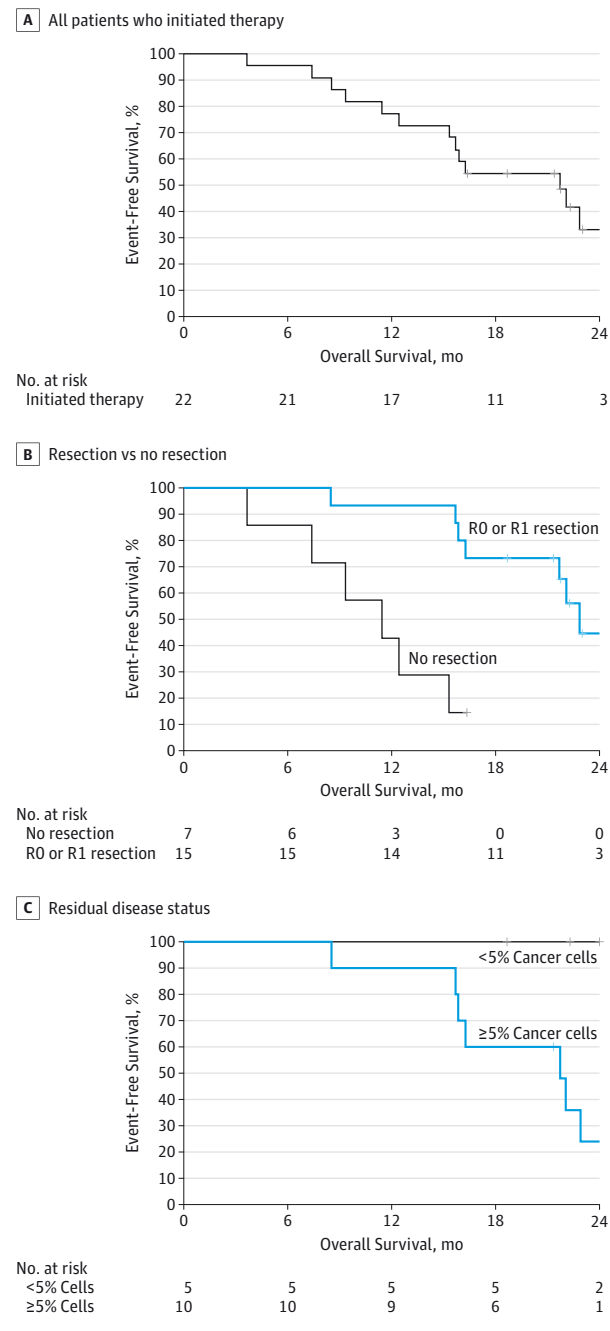 A All patients who initiated therapy
100
90
80
70
60
50
40
30
20
10
0
Event-Free Survival, %
0 6 12 18 24
Overall Survival, mo
No. at risk
Initiated therapy 22 21 17 11 3
B Resection vs no resection
100
90
80
70
60
50
40
30
20
10
0
Event-Free Survival, %
R0 or R1 resection
No resection
0 6 12 18 24
Overall Survival, mo
No. at risk
No resection 7 6 3 0 0
R0 or R1 resection 15 15 14 11 3
C Residual disease status
100
90
80
70
60
50
40
30
20
10
0
Event-Free Survival, %
<5% Cancer cells
≥5% Cancer cells
0 6 12 18 24
Overall Survival, mo
No. at risk
<5% Cells 5 5 5 5 2
≥5% Cells 10 10 9 6 1